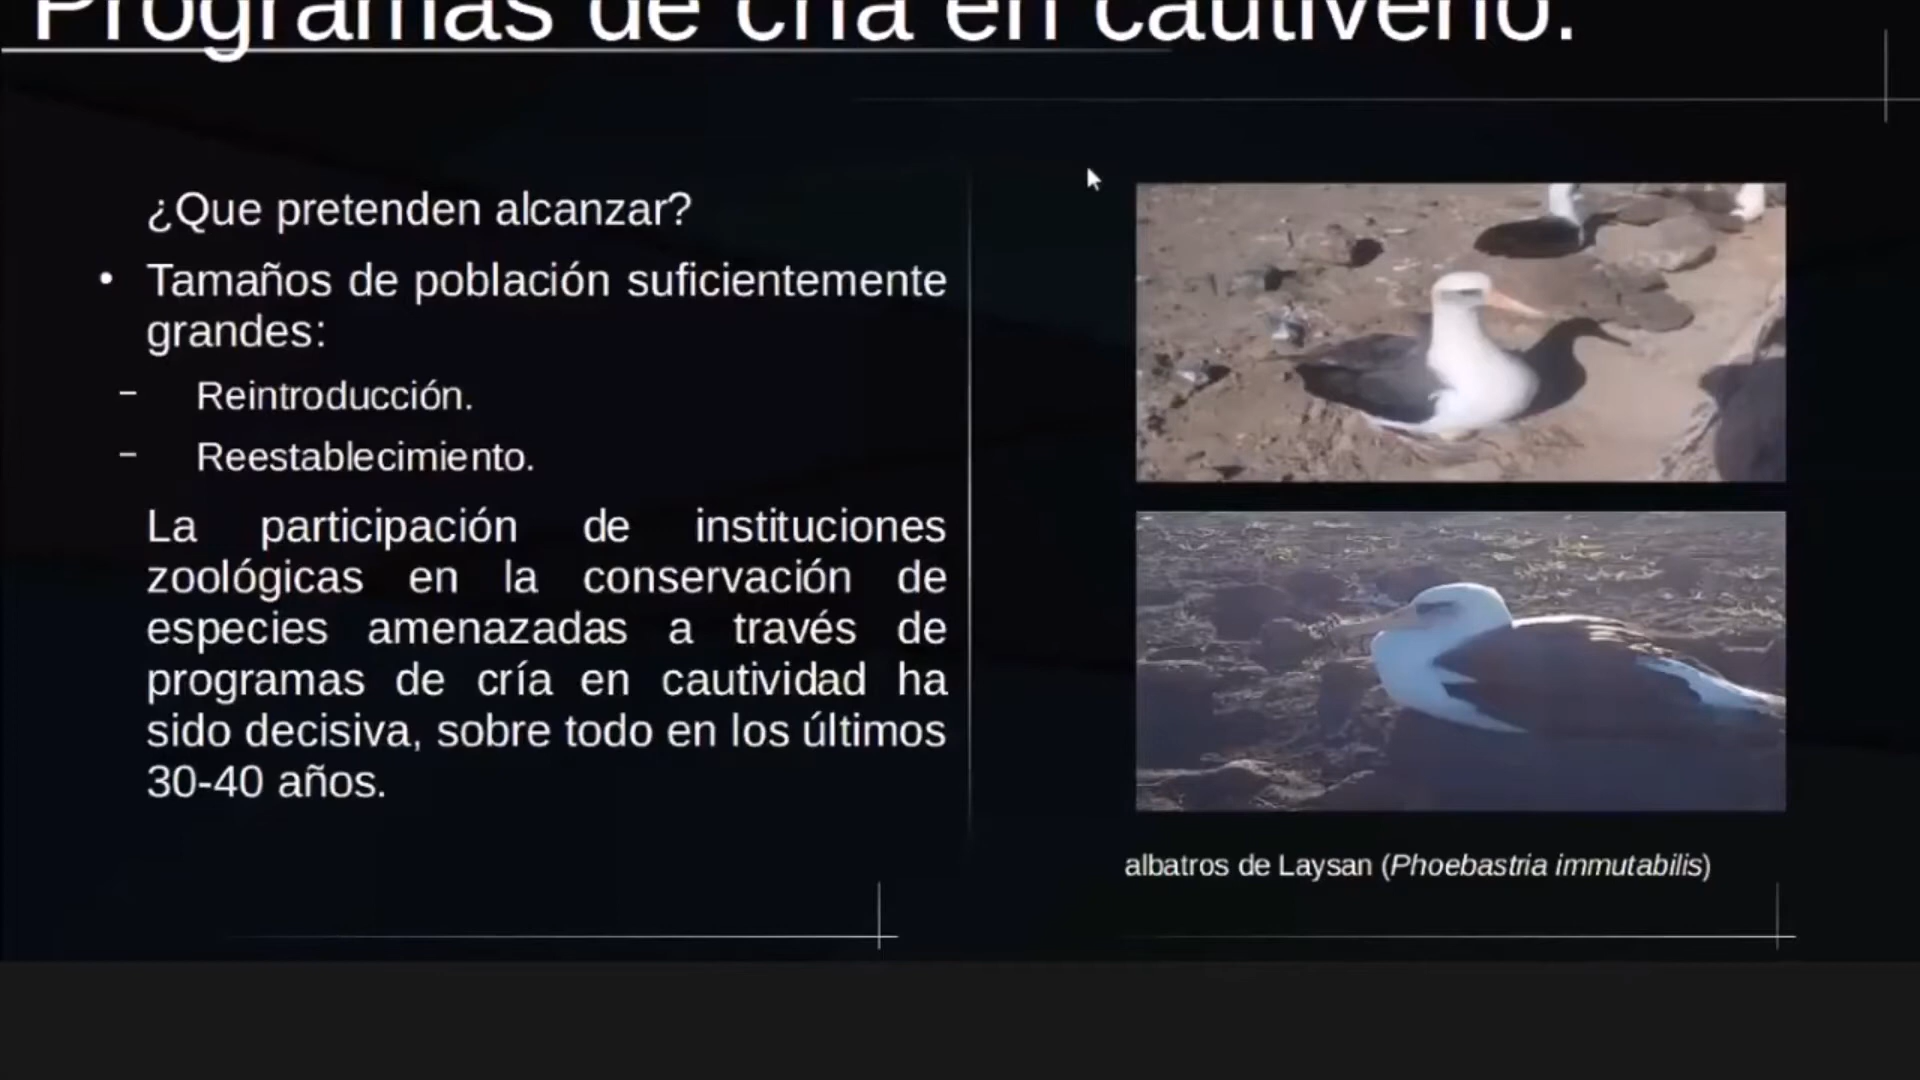 Programas de cría en cautiverio.
¿Que pretenden alcanzar?
• Tamaños de población suficientemente
grandes:
– Reintroducción.
– Reestablecimiento.
La participación de instituciones
zoológicas en la conservación de
especies amenazadas a través de
programas de cría en cautividad ha
sido decisiva, sobre todo en los últimos
30-40 años.
albatros de Laysan (Phoebastria immutabilis)